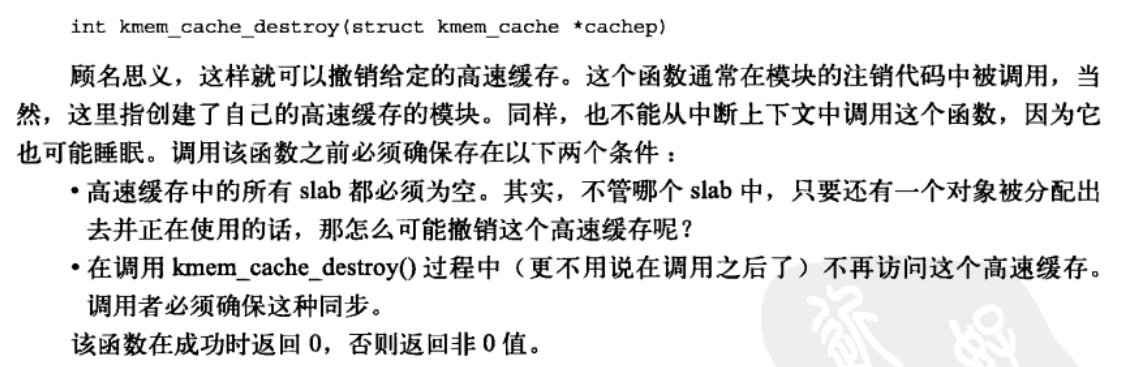 int kmem_cache_destroy(struct kmem_cache *cachep)
顾名思义，这样就可以撤销给定的高速缓存。这个函数通常在模块的注销代码中被调用，当
然，这里指创建了自己的高速缓存的模块。同样，也不能从中断上下文中调用这个函数，因为它
也可能睡眠。调用该函数之前必须确保存在以下两个条件：
•高速缓存中的所有 slab 都必须为空。其实，不管哪个 slab 中，只要还有一个对象被分配出
去并正在使用的话，那怎么可能撤销这个高速缓存呢？
•在调用 kmem_cache_destroy() 过程中（更不用说在调用之后了）不再访问这个高速缓存。
调用者必须确保这种同步。
该函数在成功时返回 0，否则返回非 0 值。